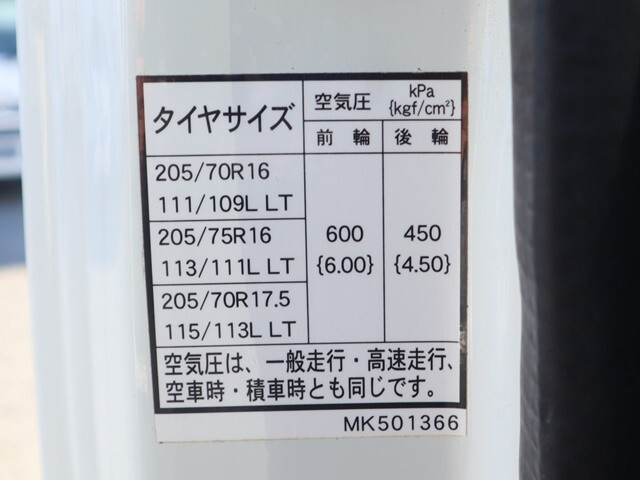 タイヤサイズ
空気圧 kPa
{kgf/cm²}
前輪 後輪
205/70R16
111/109L LT
205/75R16
113/111L LT
205/70R17.5
115/113L LT
600 450
{6.00} {4.50}
空気圧は、一般走行・高速走行、
空車時・積車時とも同じです。
MK501366